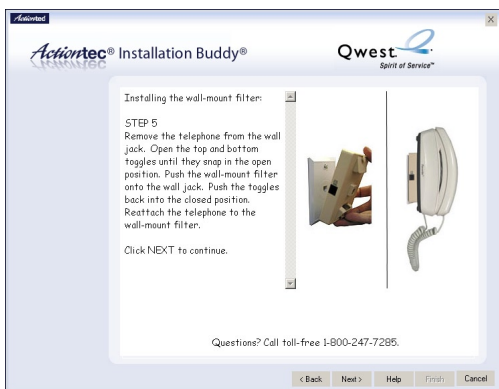 Actiontec
Actiontec® Installation Buddy®
Qwest
Spirit of Service™
Installing the wall-mount filter:
STEP 5
Remove the telephone from the wall
jack. Open the top and bottom
toggles until they snap in the open
position. Push the wall-mount filter
onto the wall jack. Push the toggles
back into the closed position.
Reattach the telephone to the
wall-mount filter.
Click NEXT to continue.
Questions? Call toll-free 1-800-247-7285.
< Back Next > Help Finish Cancel